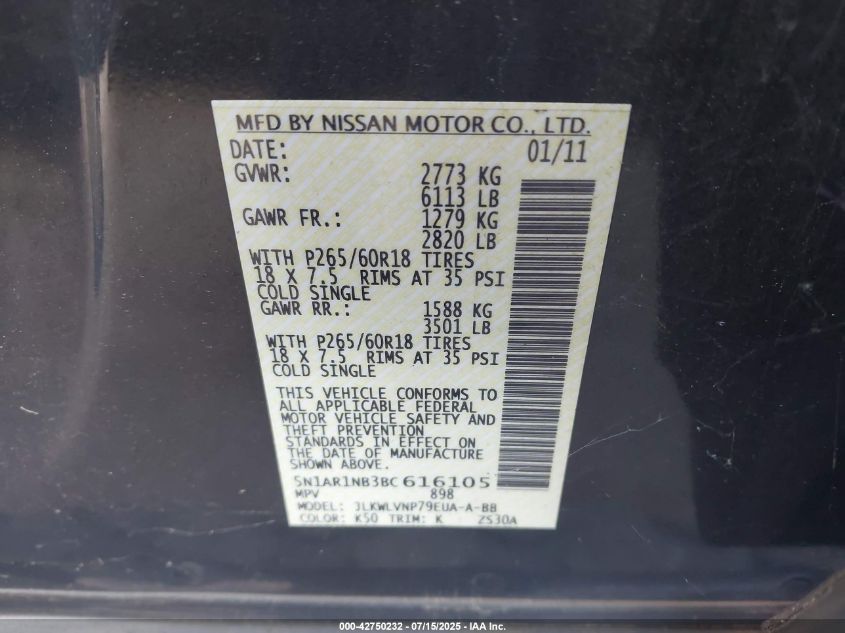 MFD BY NISSAN MOTOR CO., LTD.
DATE: 01/11
GVWR: 2773 KG
6113 LB
GAWR FR.: 1279 KG
2820 LB
WITH P265/60R18 TIRES
18 X 7.5 RIMS AT 35 PSI
COLD SINGLE
GAWR RR.: 1588 KG
3501 LB
WITH P265/60R18 TIRES
18 X 7.5 RIMS AT 35 PSI
COLD SINGLE
THIS VEHICLE CONFORMS TO
ALL APPLICABLE FEDERAL
MOTOR VEHICLE SAFETY AND
THEFT PREVENTION
STANDARDS IN EFFECT ON
THE DATE OF MANUFACTURE
SHOWN ABOVE.
5N1AR1NB3BC616105
MPV 898
MODEL: JLKWLVNP79EUA-A-BB
COLOR: K50 TRIM: K ZS30A
000-42750232 - 07/15/2025 - IAA Inc.